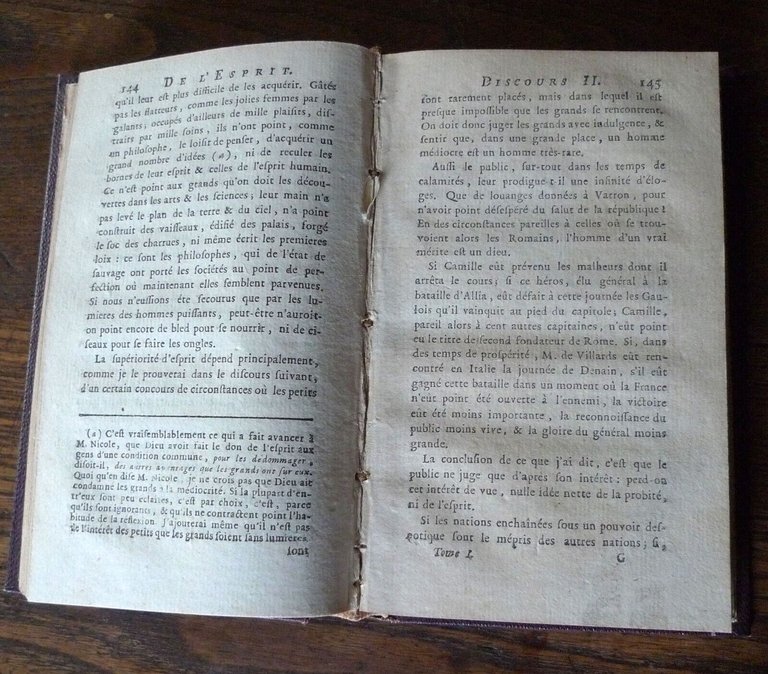 144 DE L'ESPRIT.
qu'il leur est plus difficile de les acquérir. Gâtés
pas les flatteurs, comme les jolies femmes par les
galants; occupés d'ailleurs de mille plaisirs, dis-
traits par mille soins, ils n'ont point, comme
un philosophe, le loisir de penser, d'acquérir un
grand nombre d'idées (a), ni de reculer les
bornes de leur esprit & celles de l'esprit humain.
Ce n'est point aux grands qu'on doit les décou-
vertes dans les arts & les sciences; leur main n'a
pas levé le plan de la terre & du ciel, n'a point
construit des vaisseaux, édifié des palais, forgé
le soc des charrues, ni même écrit les premieres
loix: ce sont les philosophes, qui de l'état de
sauvage ont porté les sociétés au point de per-
fection où maintenant elles semblent parvenues.
Si nous n'eussions été secourus que par les lu-
mieres des hommes puissants, peut-être n'auroit-
on point encore de bled pour se nourrir, ni de ci-
seaux pour se faire les ongles.
La supériorité d'esprit dépend principalement,
comme je le prouverai dans le discours suivant,
d'un certain concours de circonstances où les petits
(a) C'est vraisemblablement ce qui a fait avancer à
M. Nicole, que Dieu avoit fait le don de l'esprit aux
gens d'une condition commune, pour les dédommager,
disoit-il, des autres avantages que les grands ont sur eux.
Quoi qu'en dise M. Nicole, je ne crois pas que Dieu ait
condamné les grands à la médiocrité. Si la plupart d'en-
tr'eux sont peu éclairés, c'est par choix, c'est, parce
qu'ils sont ignorants, & qu'ils ne contractent point l'ha-
bitude de la réflexion. J'ajouterai même qu'il n'est pas
de l'intérêt des petits que les grands soient sans lumieres.
sont
DISCOURS II. 145
sont rarement placés, mais dans lequel il est
presque impossible que les grands se rencontrent.
On doit donc juger les grands avec indulgence, &
sentir que, dans une grande place, un homme
médiocre est un homme très-rare.
Aussi le public, sur-tout dans les temps de
calamités, leur prodigue-t-il une infinité d'élo-
ges. Que de louanges données à Varron, pour
n'avoir point désespéré du salut de la république!
En des circonstances pareilles à celles où se trou-
voient alors les Romains, l'homme d'un vrai
mérite est un dieu.
Si Camille eût prévenu les malheurs dont il
arrêta le cours; si ce héros, élu général à la
bataille d'Allia, eût défait à cette journée les Gau-
lois qu'il vainquit au pied du capitole; Camille,
pareil alors à cent autres capitaines, n'eût point
eu le titre de second fondateur de Rome. Si, dans
des temps de prospérité, M. de Villards eût ren-
contré en Italie la journée de Denain, s'il eût
gagné cette bataille dans un moment où la France
n'eût point été ouverte à l'ennemi, la victoire
eût été moins importante, la reconnoissance du
public moins vive, & la gloire du général moins
grande.
La conclusion de ce que j'ai dit, c'est que le
public ne juge que d'après son intérêt: perd-on
cet intérêt de vue, nulle idée nette de la probité,
ni de l'esprit.
Si les nations enchaînées sous un pouvoir des-
potique sont le mépris des autres nations; si,
Tome I. G